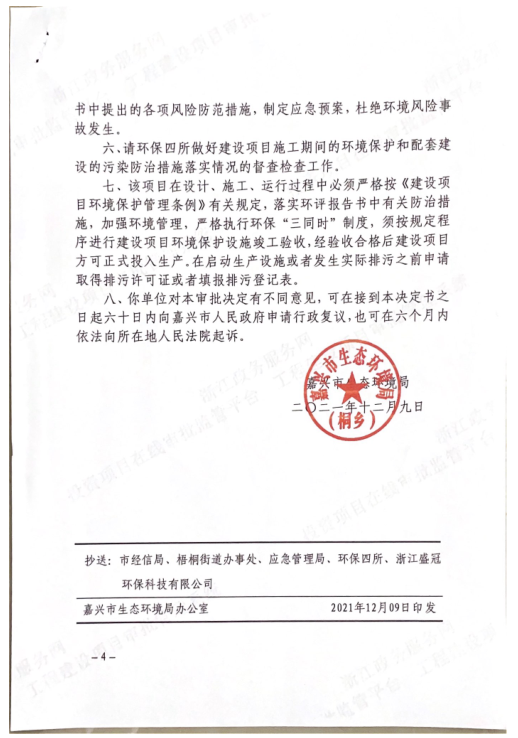 书中提出的各项风险防范措施，制定应急预案，杜绝环境风险事
故发生。
六、请环保四所做好建设项目施工期间的环境保护和配套建
设的污染防治措施落实情况的督查检查工作。
七、该项目在设计、施工、运行过程中必须严格按《建设项
目环境保护管理条例》有关规定，落实环评报告书中有关防治措
施，加强环境管理，严格执行环保“三同时”制度，须按规定程
序进行建设项目环境保护设施竣工验收，经验收合格后建设项目
方可正式投入生产。在启动生产设施或者发生实际排污之前申请
取得排污许可证或者填报排污登记表。
八、你单位对本审批决定有不同意见，可在接到本决定书之
日起六十日内向嘉兴市人民政府申请行政复议，也可在六个月内
依法向所在地人民法院起诉。
嘉兴市生态环境局
二〇二一年十二月九日
嘉兴市生态环境局
（桐乡）
抄送：市经信局、梧桐街道办事处、应急管理局、环保四所、浙江盛冠
环保科技有限公司
嘉兴市生态环境局办公室 2021年12月09日印发
-4-